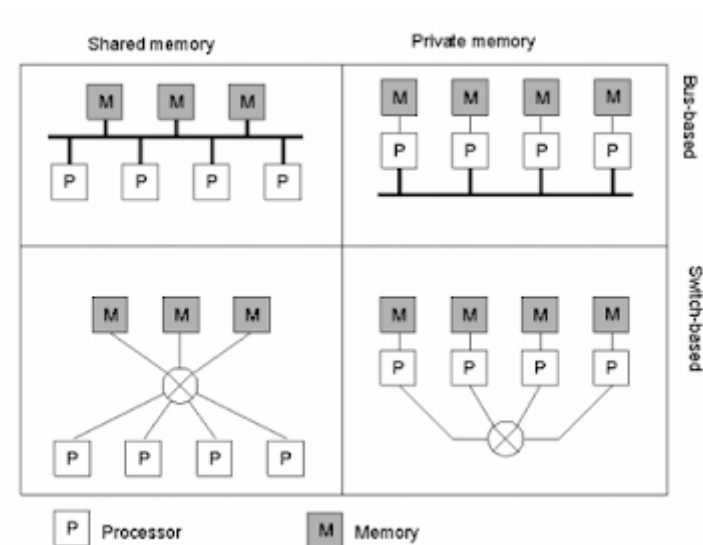 Shared memory
Private memory
M M M
P P P P
M M M M
P P P P
Bus-based
M M M
P P P P
M M M M
P P P P
Switch-based
P Processor
M Memory